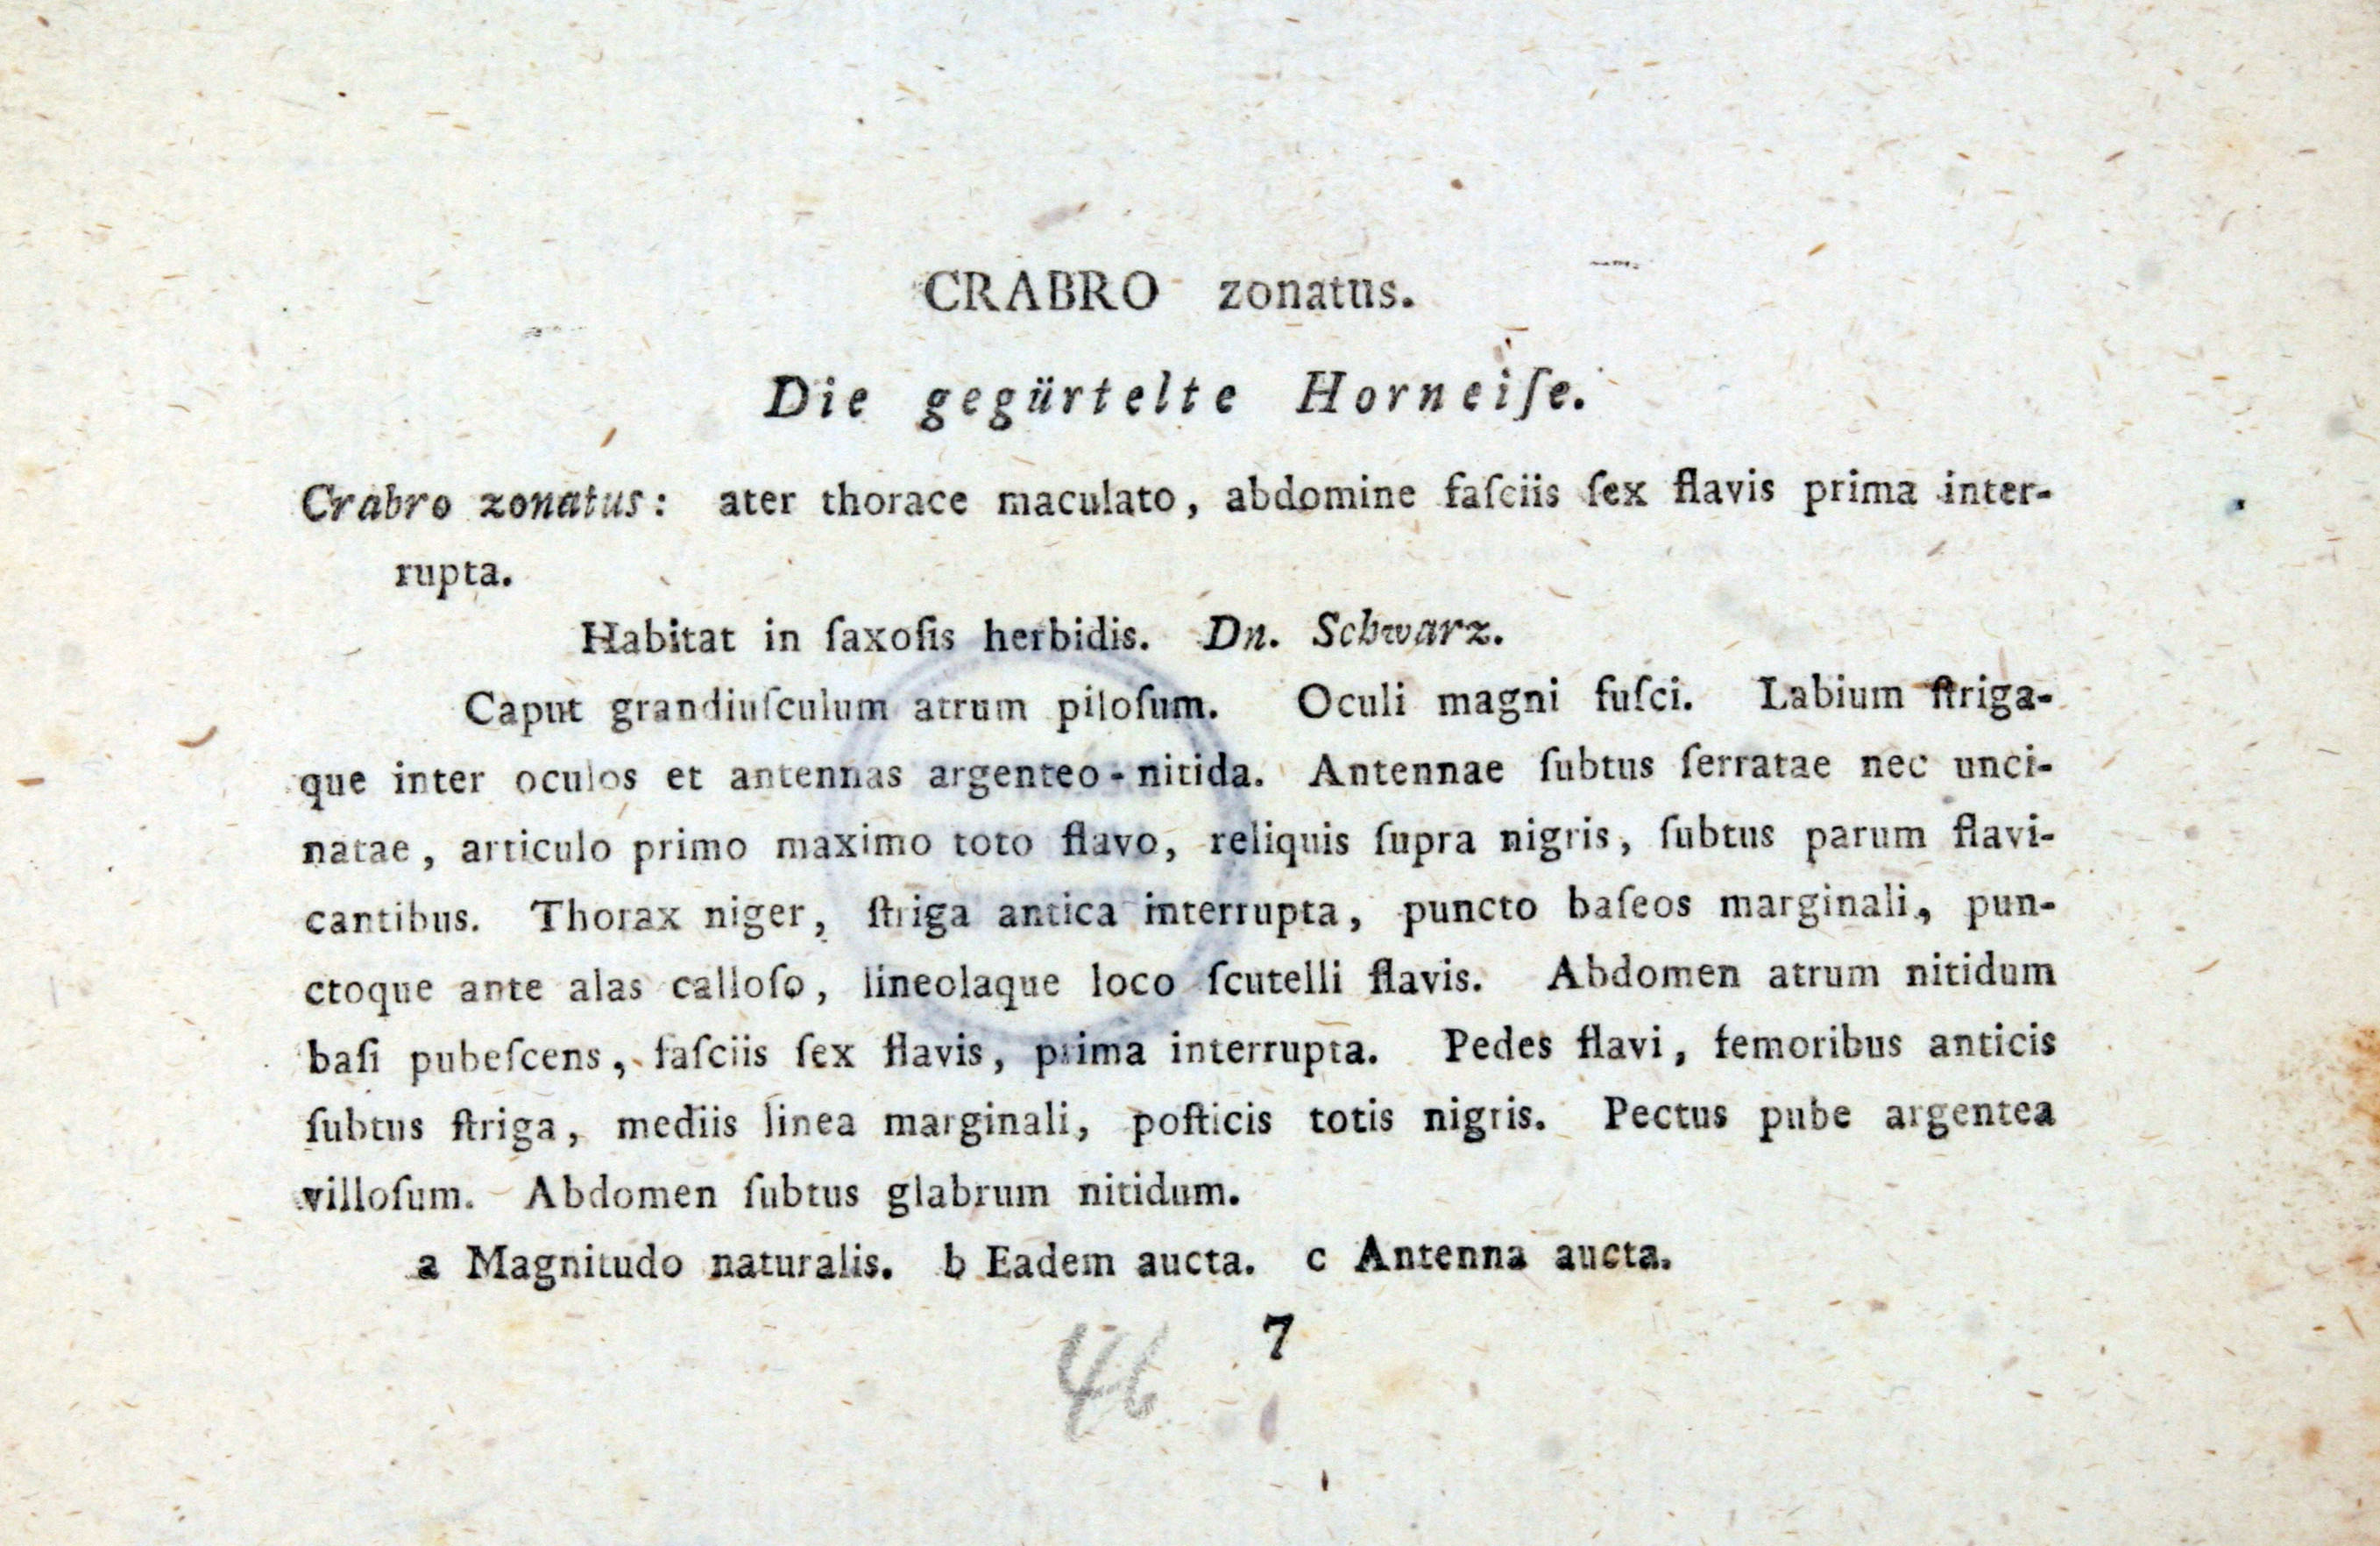 CRABRO zonatus.
Die gegürtelte Horneiſe.
Crabro zonatus: ater thorace maculato, abdomine faſciis ſex flavis prima inter-
rupta.
Habitat in ſaxoſis herbidis. Dn. Schwarz.
Caput grandiuſculum atrum piloſum. Oculi magni fuſci. Labium ſtriga-
que inter oculos et antennas argenteo-nitida. Antennae ſubtus ſerratae nec unci-
natae, articulo primo maximo toto flavo, reliquis ſupra nigris, ſubtus parum flavi-
cantibus. Thorax niger, ſtriga antica interrupta, puncto baſeos marginali, pun-
ctoque ante alas calloſo, lineolaque loco ſcutelli flavis. Abdomen atrum nitidum
baſi pubeſcens, faſciis ſex flavis, prima interrupta. Pedes flavi, femoribus anticis
ſubtus ſtriga, mediis linea marginali, poſticis totis nigris. Pectus pube argentea
villoſum. Abdomen ſubtus glabrum nitidum.
a Magnitudo naturalis. b Eadem aucta. c Antenna aucta.
7
46